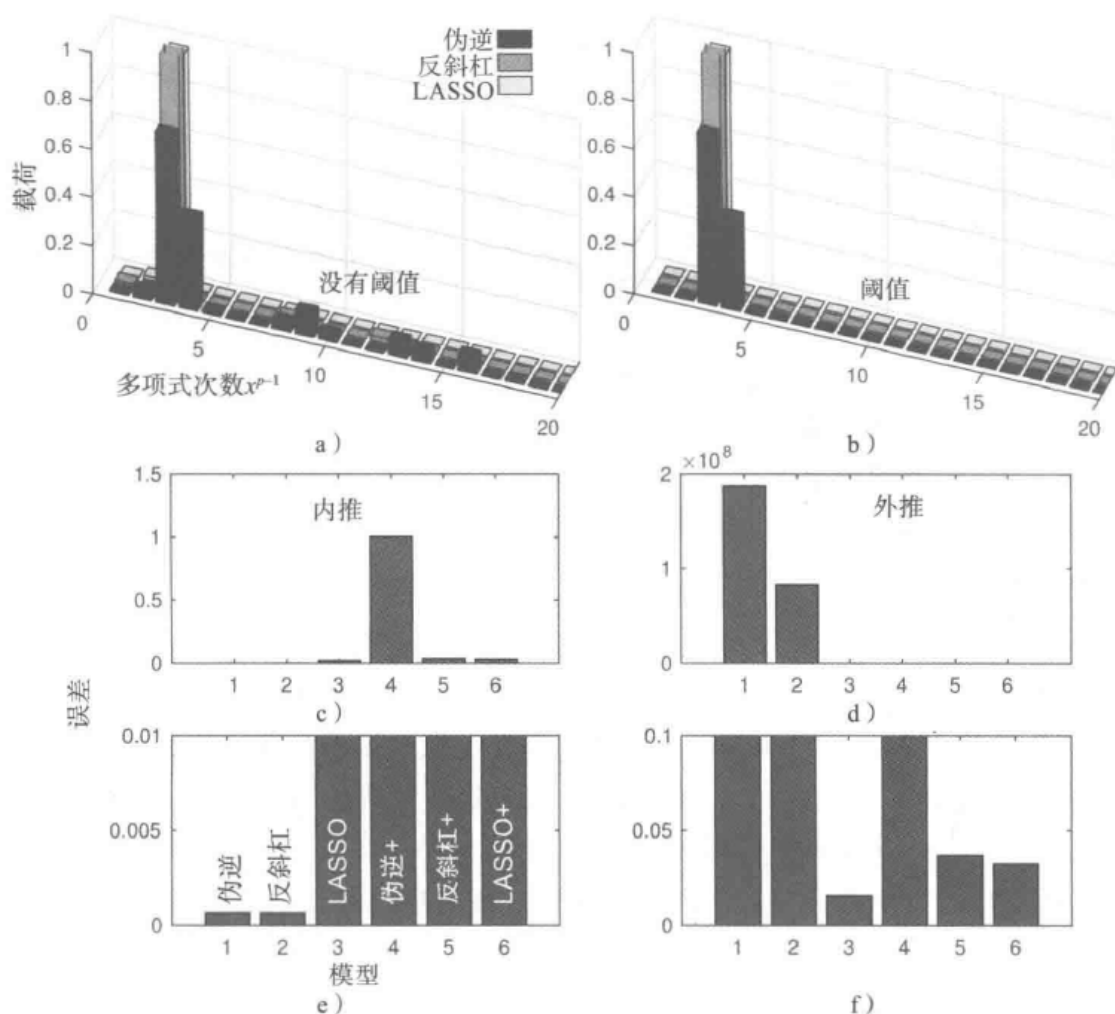 伪逆
反斜杠
LASSO
1
0.8
0.6
0.4
0.2
0
载荷
没有阈值
0
5
10
15
20
多项式次数x^{p-1}
a）
1
0.8
0.6
0.4
0.2
0
阈值
0
5
10
15
20
b）
1.5
1
0.5
0
内推
1 2 3 4 5 6
c）
2 ×10^8
1
0
外推
1 2 3 4 5 6
d）
误差
0.01
0.005
0
伪逆
反斜杠
LASSO
伪逆+
反斜杠+
LASSO+
1 2 3 4 5 6
模型
e）
0.1
0.05
0
1 2 3 4 5 6
f）